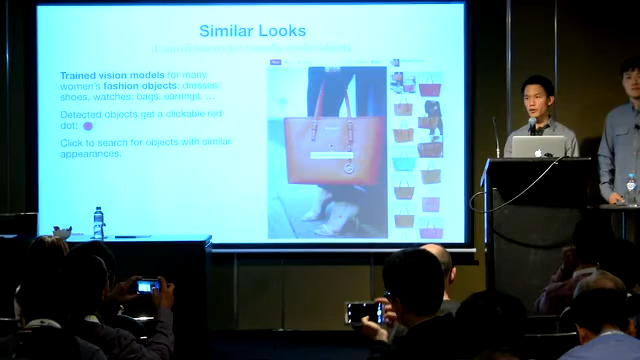 Similar Looks
Trained vision models for many
women's fashion objects: dresses,
shoes, watches, bags, earrings, ...
Detected objects get a clickable red
dot:
Click to search for objects with similar
appearances.